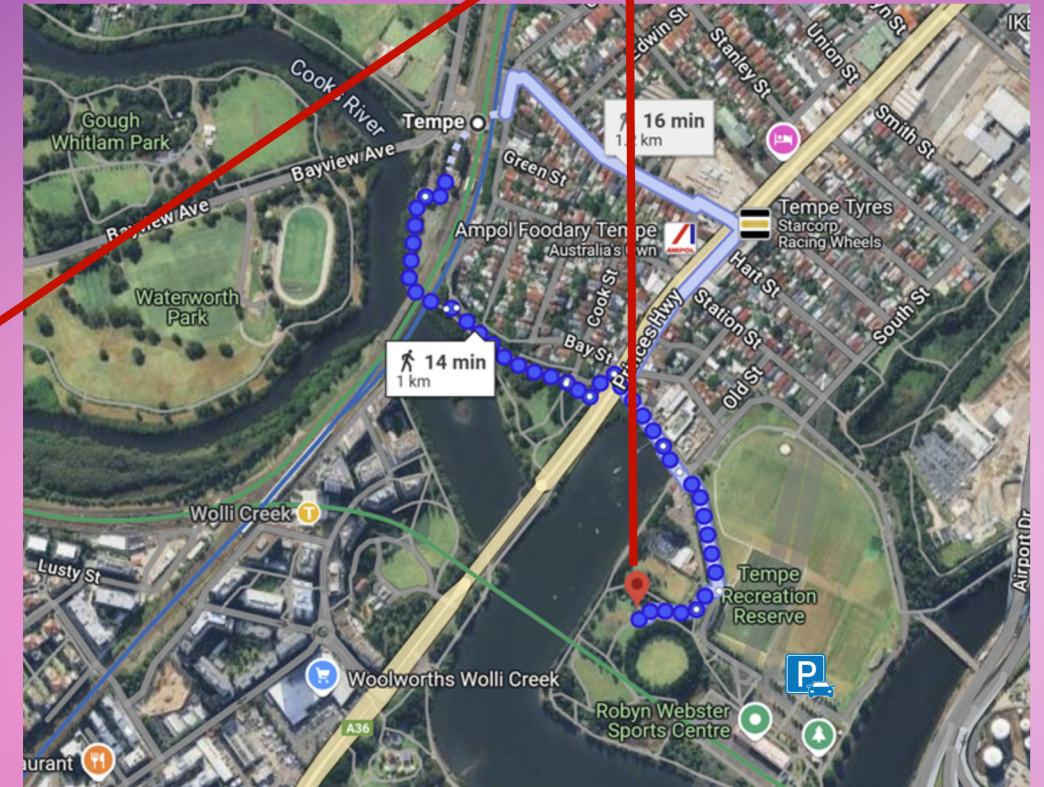 IKE
Edwin St
Stanley St
Union St
yn St
Smith St
Cooks River
Gough
Whitlam Park
Tempe
16 min
1.2 km
Bayview Ave
Bayview Ave
Green St
Tempe Tyres
Starcorp
Racing Wheels
Ampol Foodary Tempe
Australia's Own
AMPOL
Hart St
Waterworth
Park
Cook St
Princes Hwy
Station St
South St
Bay St
14 min
1 km
Old St
Wolli Creek
T
Lusty St
Airport Dr
Tempe
Recreation
Reserve
P
Woolworths Wolli Creek
Robyn Webster
Sports Centre
A36
aurant